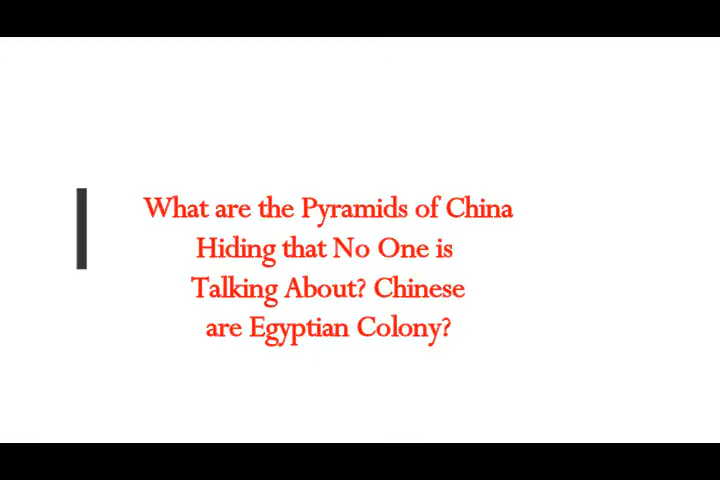 What are the Pyramids of China
Hiding that No One is
Talking About? Chinese
are Egyptian Colony?